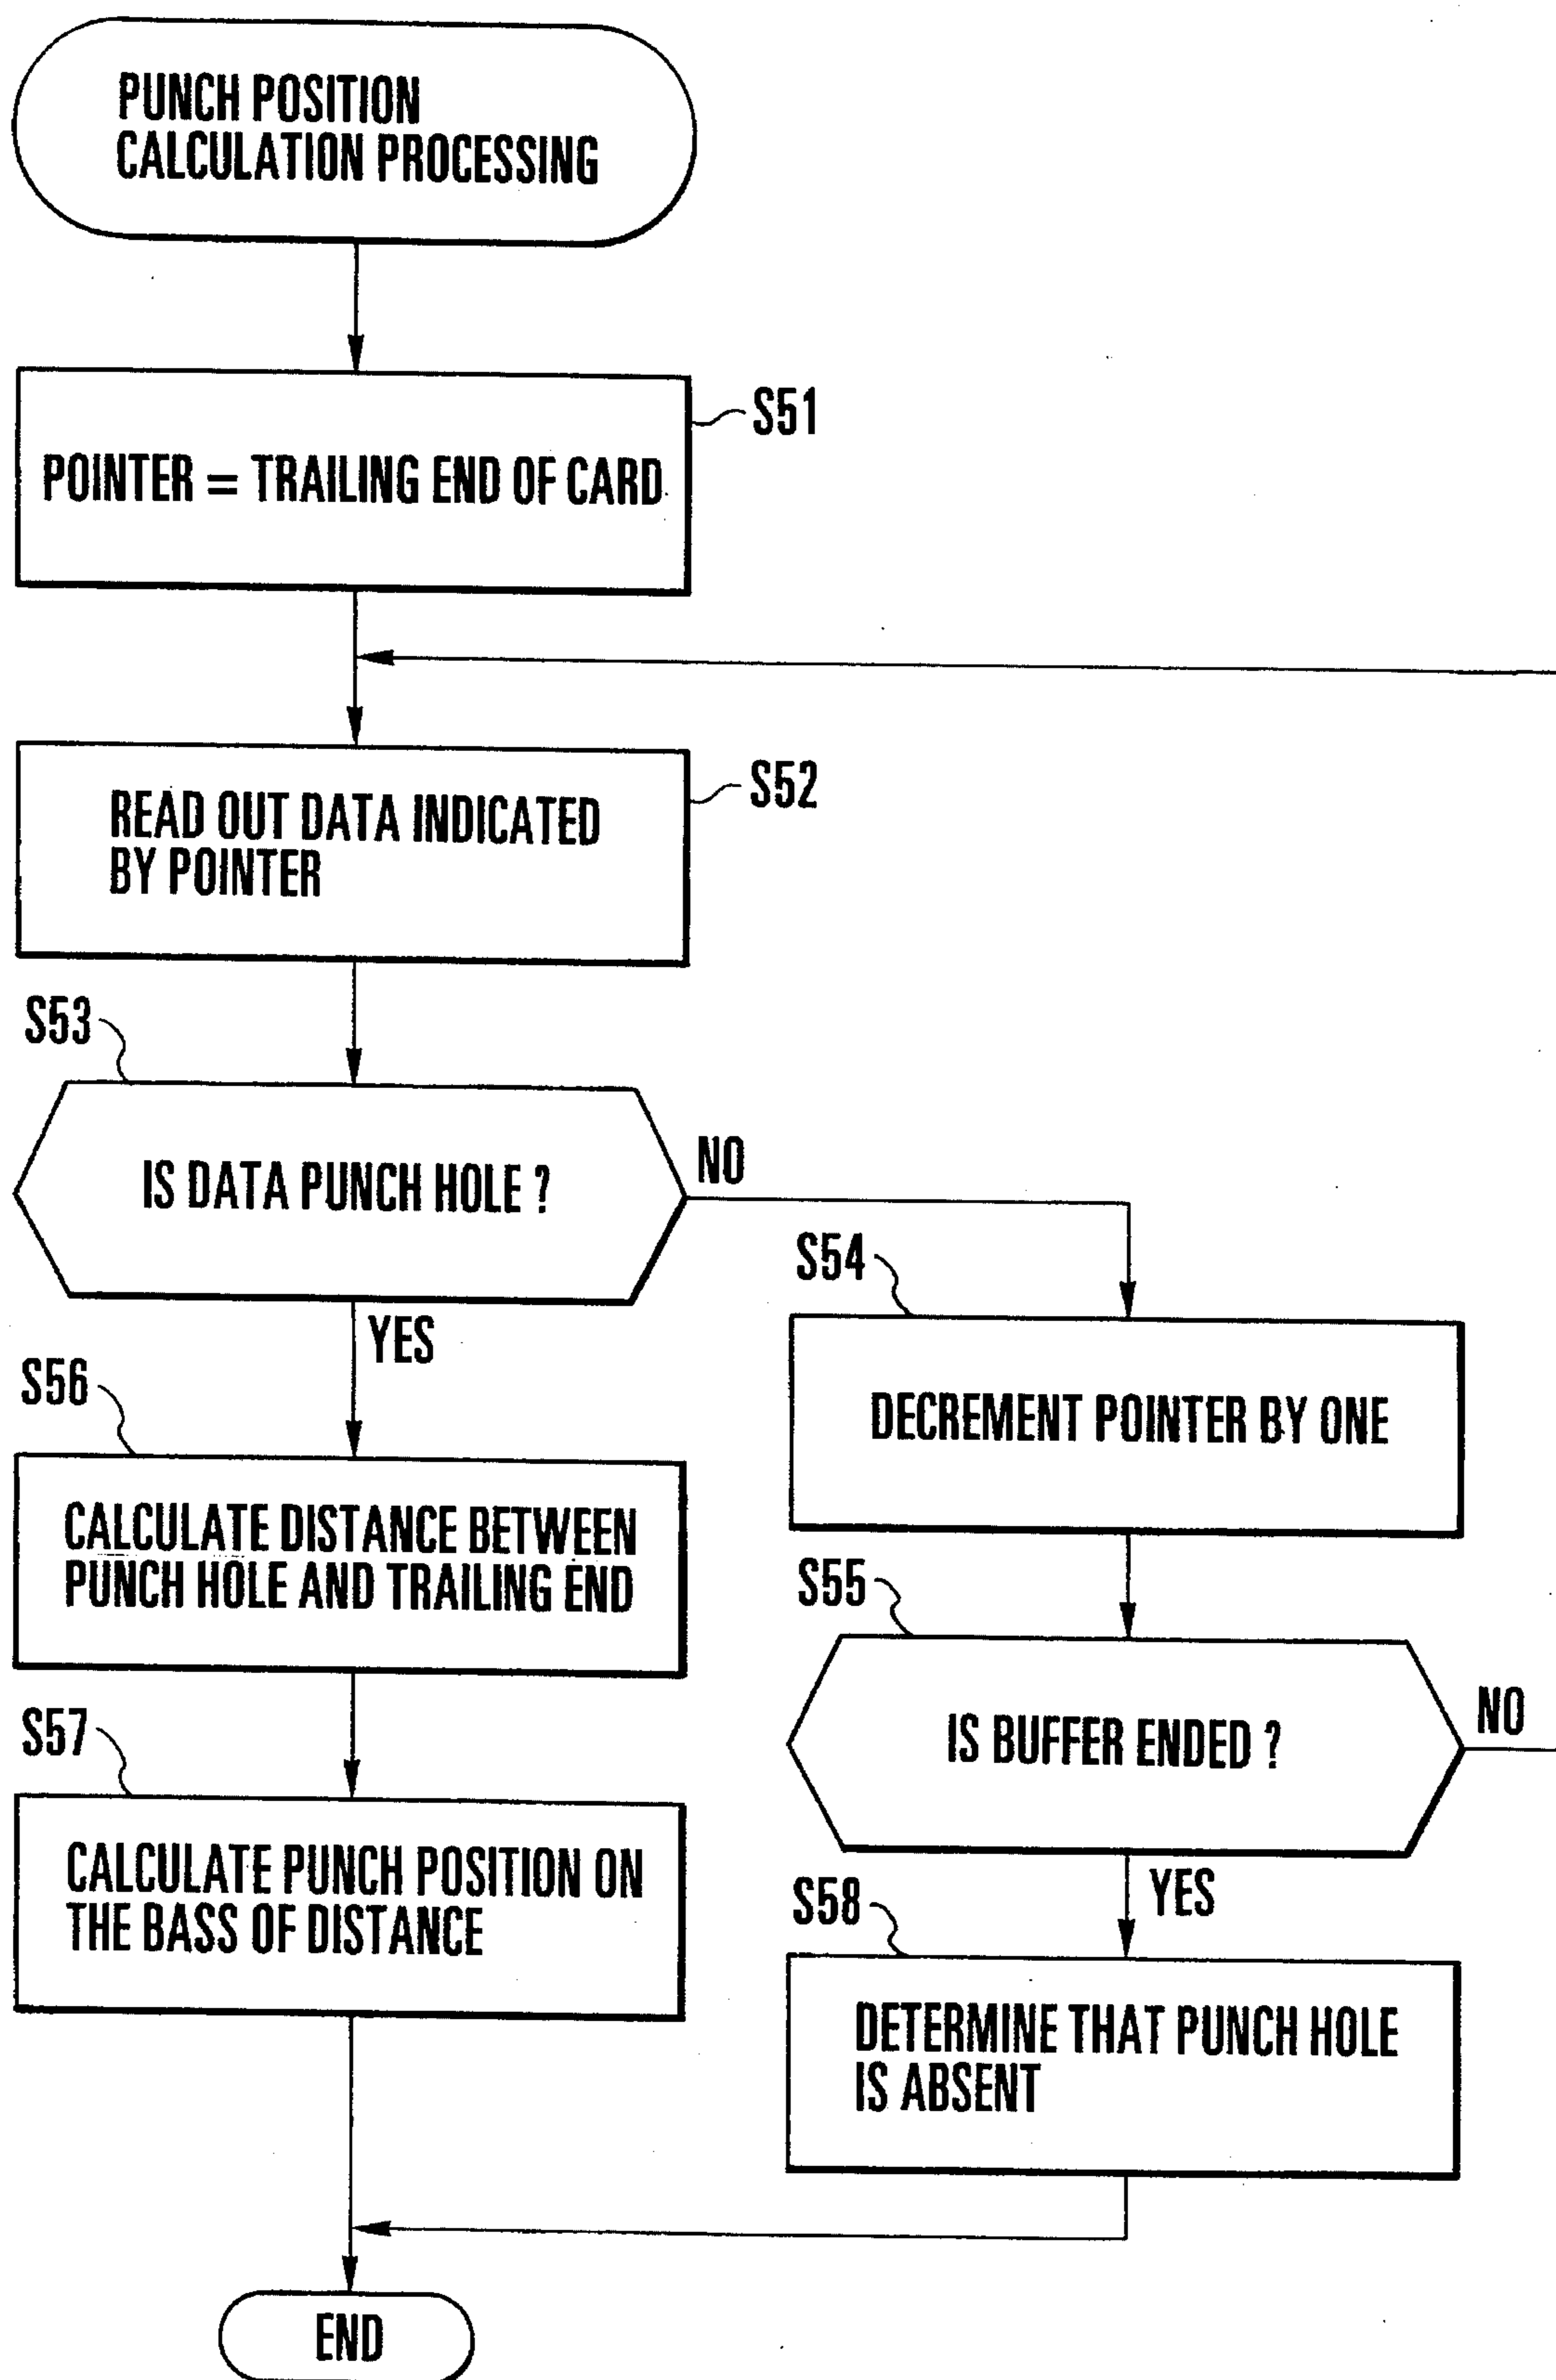 PUNCH POSITION
CALCULATION PROCESSING
S51
POINTER = TRAILING END OF CARD
S52
READ OUT DATA INDICATED
BY POINTER
S53
IS DATA PUNCH HOLE ?
NO
YES
S54
DECREMENT POINTER BY ONE
S55
IS BUFFER ENDED ?
NO
YES
S56
CALCULATE DISTANCE BETWEEN
PUNCH HOLE AND TRAILING END
S57
CALCULATE PUNCH POSITION ON
THE BASS OF DISTANCE
S58
DETERMINE THAT PUNCH HOLE
IS ABSENT
END